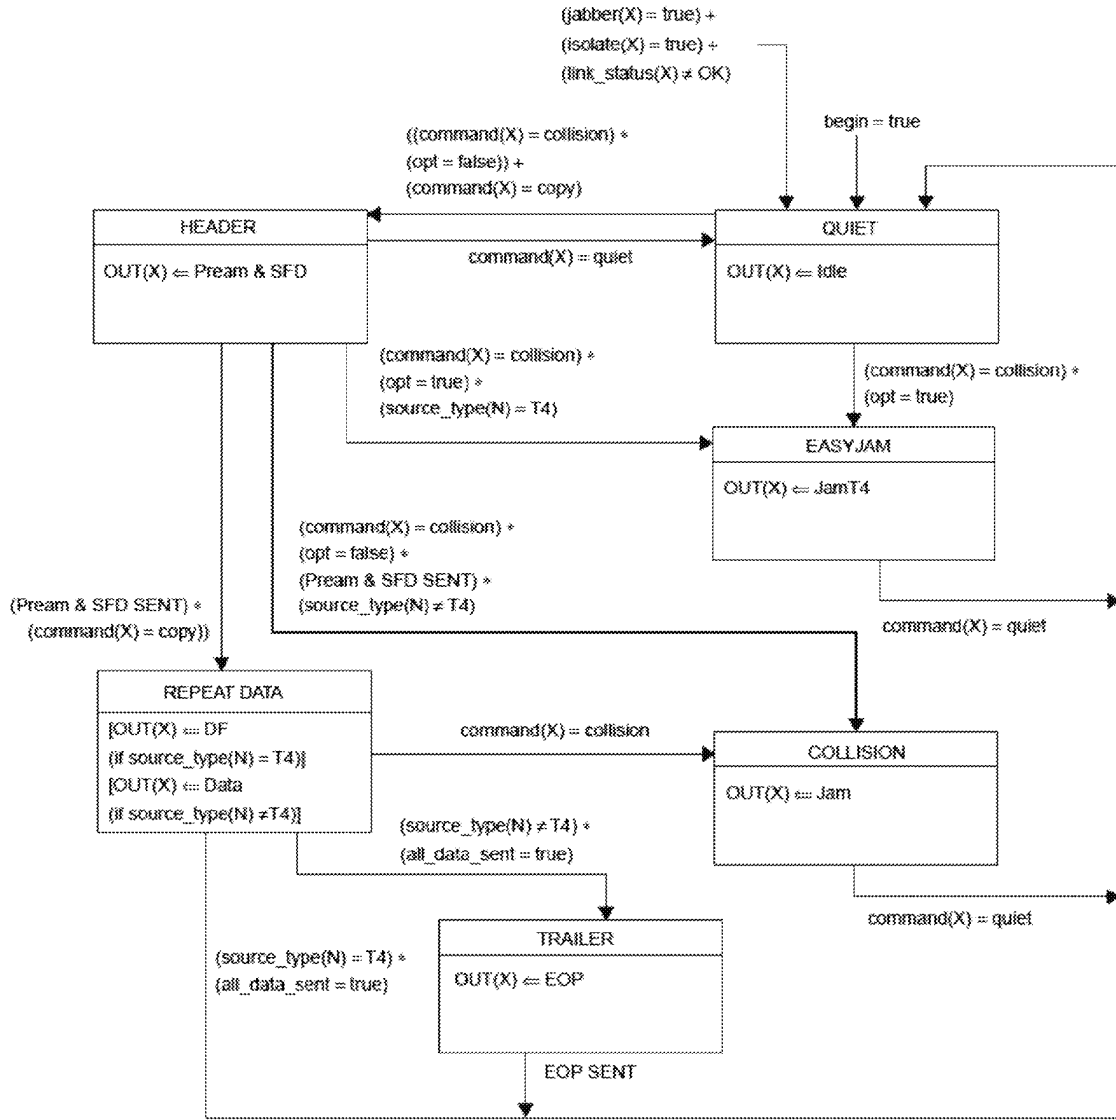 (jabber(X) = true) +
(isolate(X) = true) +
(link_status(X) ≠ OK)
begin = true
((command(X) = collision) *
(opt = false)) +
(command(X) = copy)
HEADER
OUT(X) ⇐ Pream & SFD
command(X) = quiet
QUIET
OUT(X) ⇐ Idle
(command(X) = collision) *
(opt = true) *
(source_type(N) = T4)
(command(X) = collision) *
(opt = true)
EASYJAM
OUT(X) ⇐ JamT4
(command(X) = collision) *
(opt = false) *
(Pream & SFD SENT) *
(source_type(N) ≠ T4)
(Pream & SFD SENT) *
(command(X) = copy))
command(X) = quiet
REPEAT DATA
[OUT(X) ⇐ DF
(if source_type(N) = T4)]
[OUT(X) ⇐ Data
(if source_type(N) ≠T4)]
command(X) = collision
COLLISION
OUT(X) ⇐ Jam
(source_type(N) ≠ T4) *
(all_data_sent = true)
command(X) = quiet
(source_type(N) = T4) *
(all_data_sent = true)
TRAILER
OUT(X) ⇐ EOP
EOP SENT